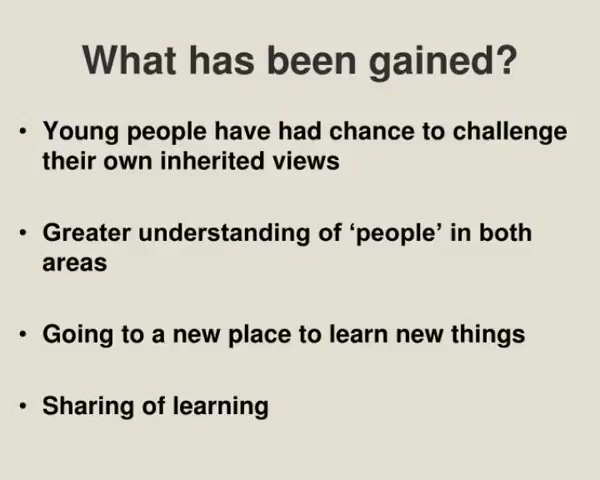 What has been gained?
• Young people have had chance to challenge
their own inherited views
• Greater understanding of ‘people’ in both
areas
• Going to a new place to learn new things
• Sharing of learning